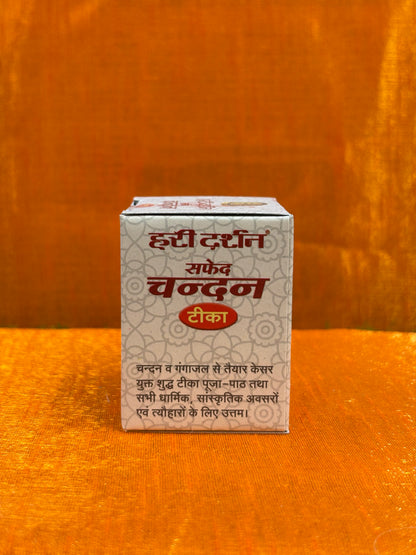 हरी दर्शन
सफेद
चन्दन
टीका
चन्दन व गंगाजल से तैयार केसर
युक्त शुद्ध टीका पूजा-पाठ तथा
सभी धार्मिक, सांस्कृतिक अवसरों
एवं त्यौहारों के लिए उत्तम।